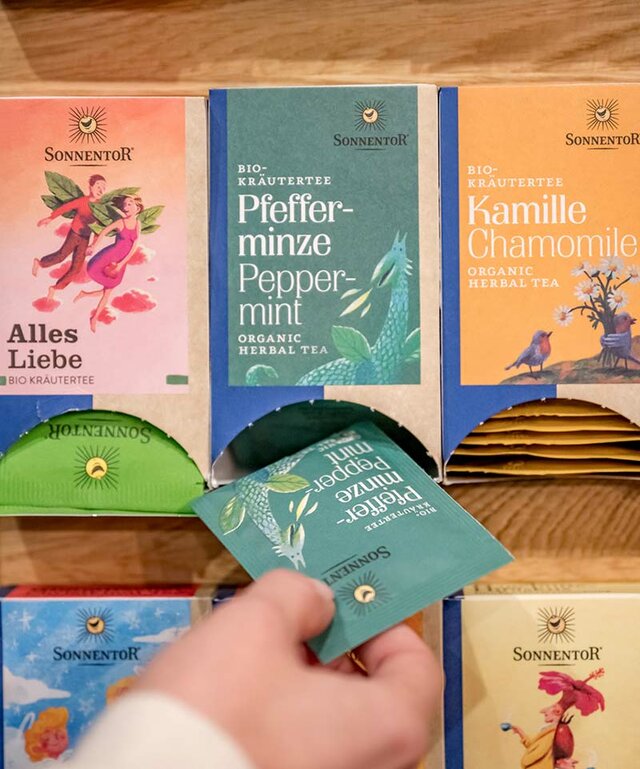 SONNENTOR®
Alles
Liebe
BIO KRÄUTERTEE
SONNENTOR
SONNENTOR®
BIO-
KRÄUTERTEE
Pfeffer-
minze
Pepper-
mint
ORGANIC
HERBAL TEA
SONNENTOR®
BIO-
KRÄUTERTEE
Kamille
Chamomile
ORGANIC
HERBAL TEA
BIO-
KRÄUTERTEE
Pfeffer-
minze
Pepper-
mint
SONNENTOR
SONNENTOR®
SONNENTOR®